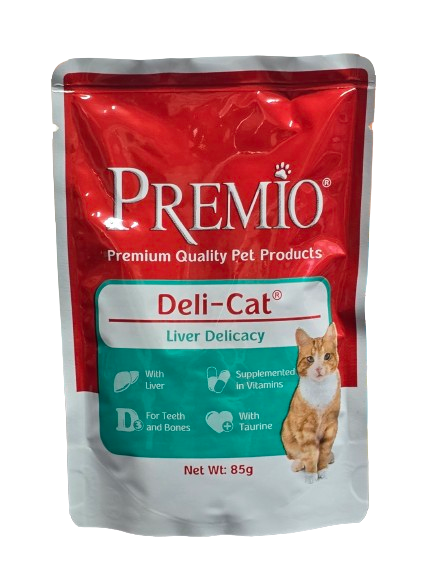 PREMIO®
Premium Quality Pet Products
Deli-Cat®
Liver Delicacy
With
Liver
Supplemented
in Vitamins
D3
For Teeth
and Bones
With
Taurine
Net Wt: 85g